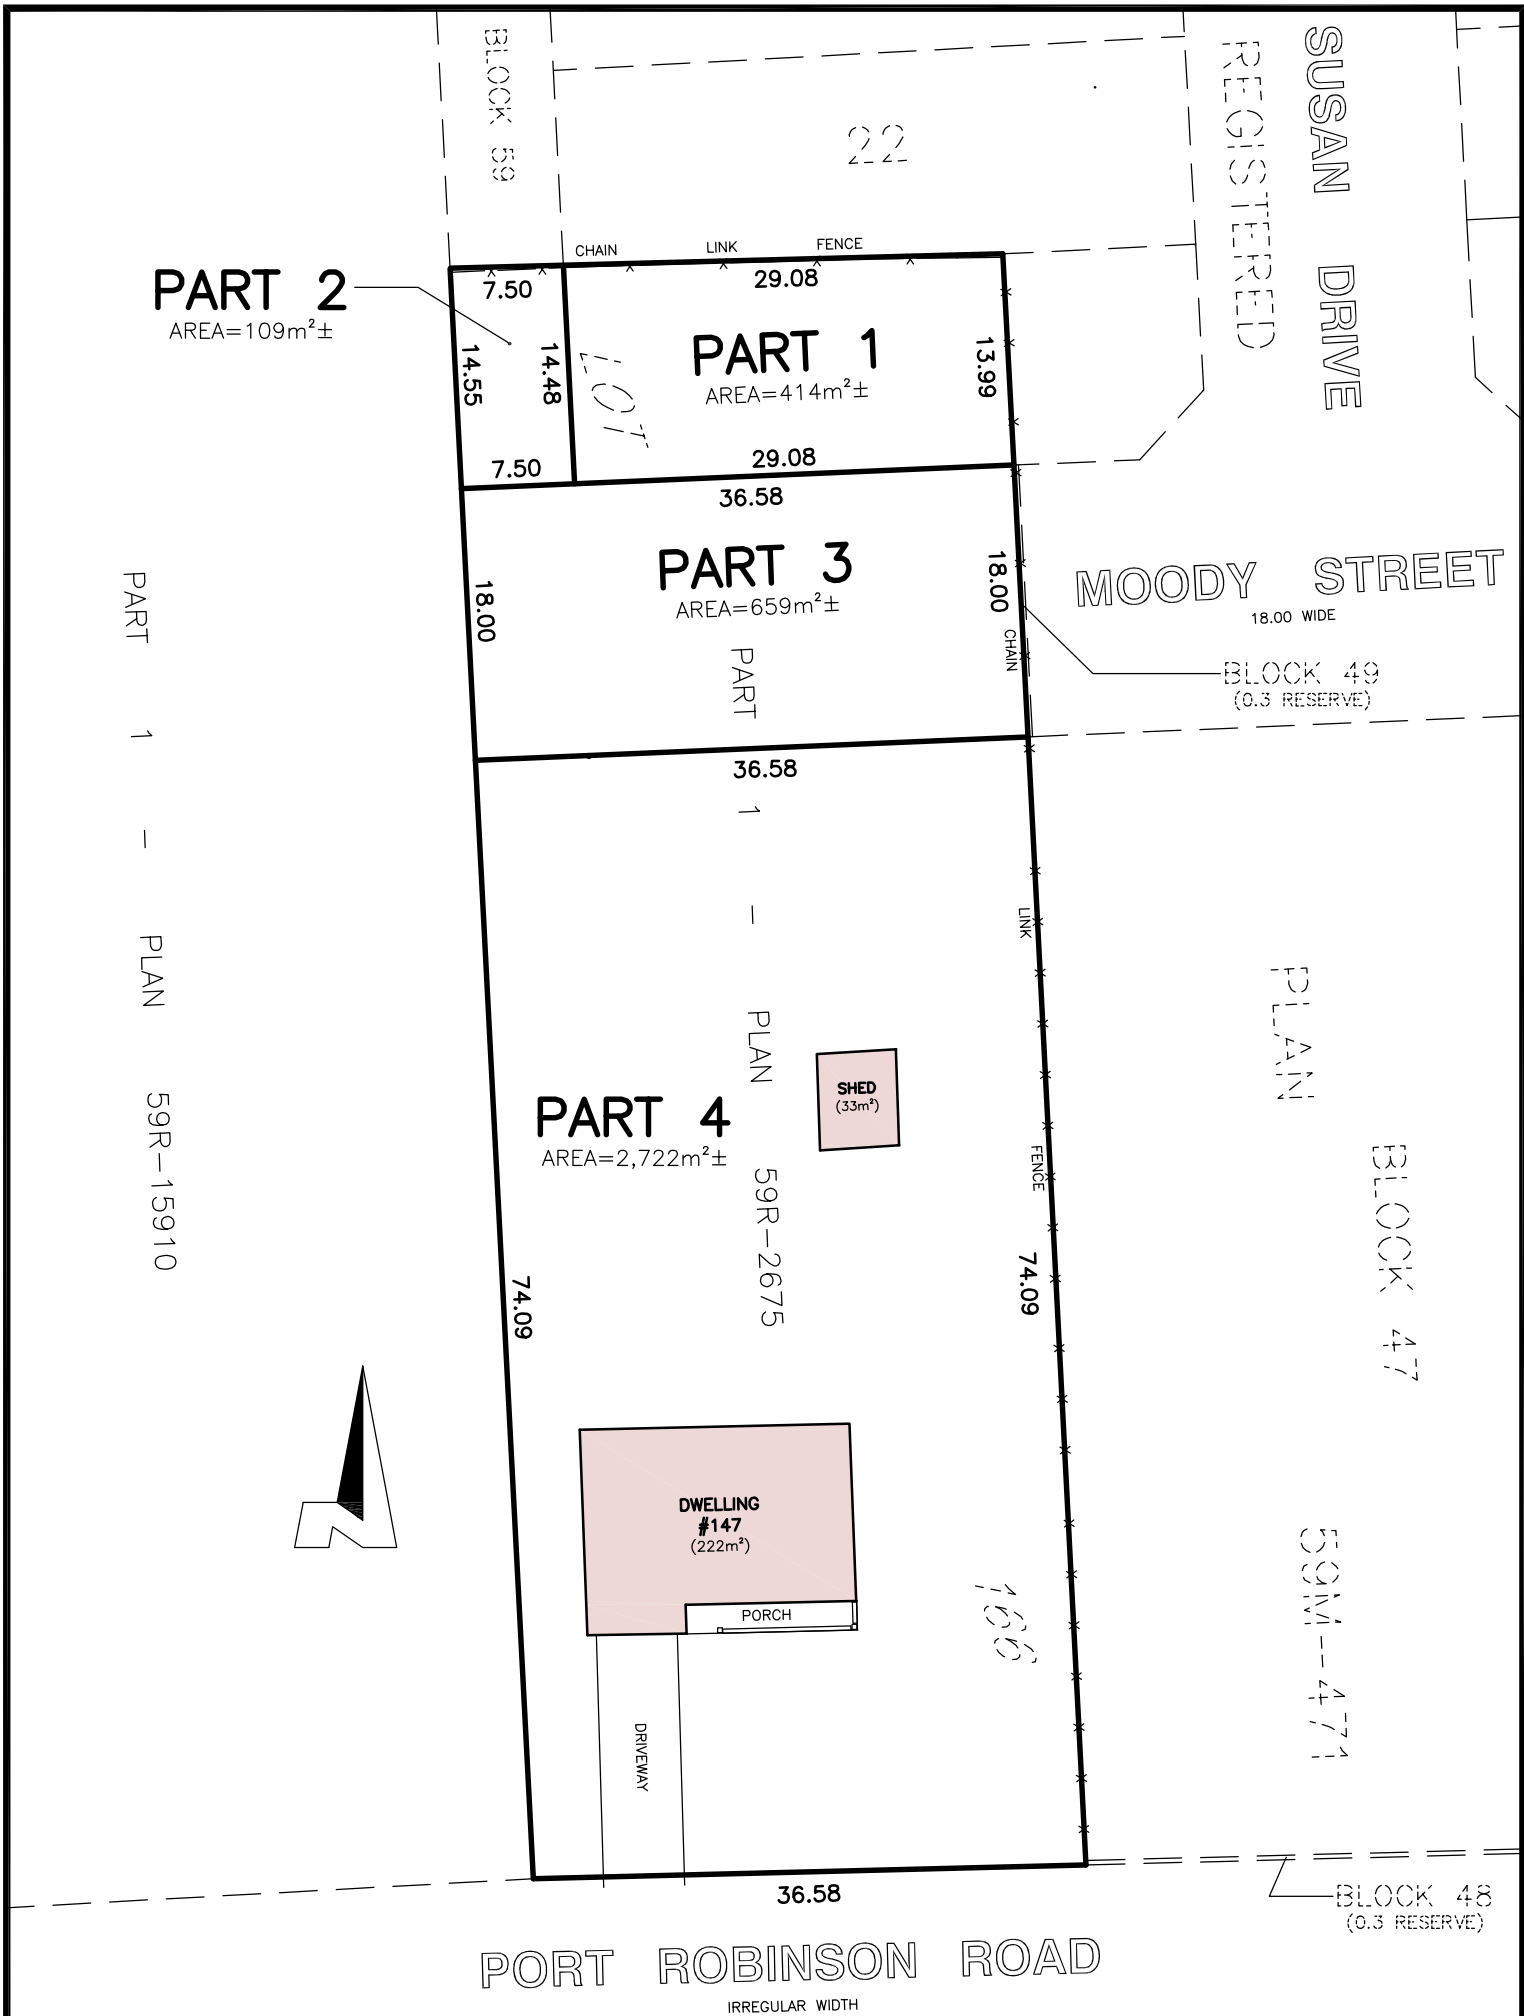 BLOCK 59
22
REGISTERED
SUSAN DRIVE
CHAIN LINK FENCE
PART 2
AREA=109m²±
7.50
29.08
14.55
14.48
LOT
PART 1
AREA=414m²±
13.99
7.50
29.08
36.58
PART 3
AREA=659m²±
18.00
18.00
MOODY STREET
18.00 WIDE
BLOCK 49
(0.3 RESERVE)
CHAIN LINK FENCE
36.58
PART 1 – PLAN 59R–15910
PART 1 – PLAN 59R–2675
PLAN
59M–471
BLOCK 47
SHED
(33m²)
PART 4
AREA=2,722m²±
74.09
74.09
DWELLING
#147
(222m²)
PORCH
166
DRIVEWAY
36.58
BLOCK 48
(0.3 RESERVE)
PORT ROBINSON ROAD
IRREGULAR WIDTH